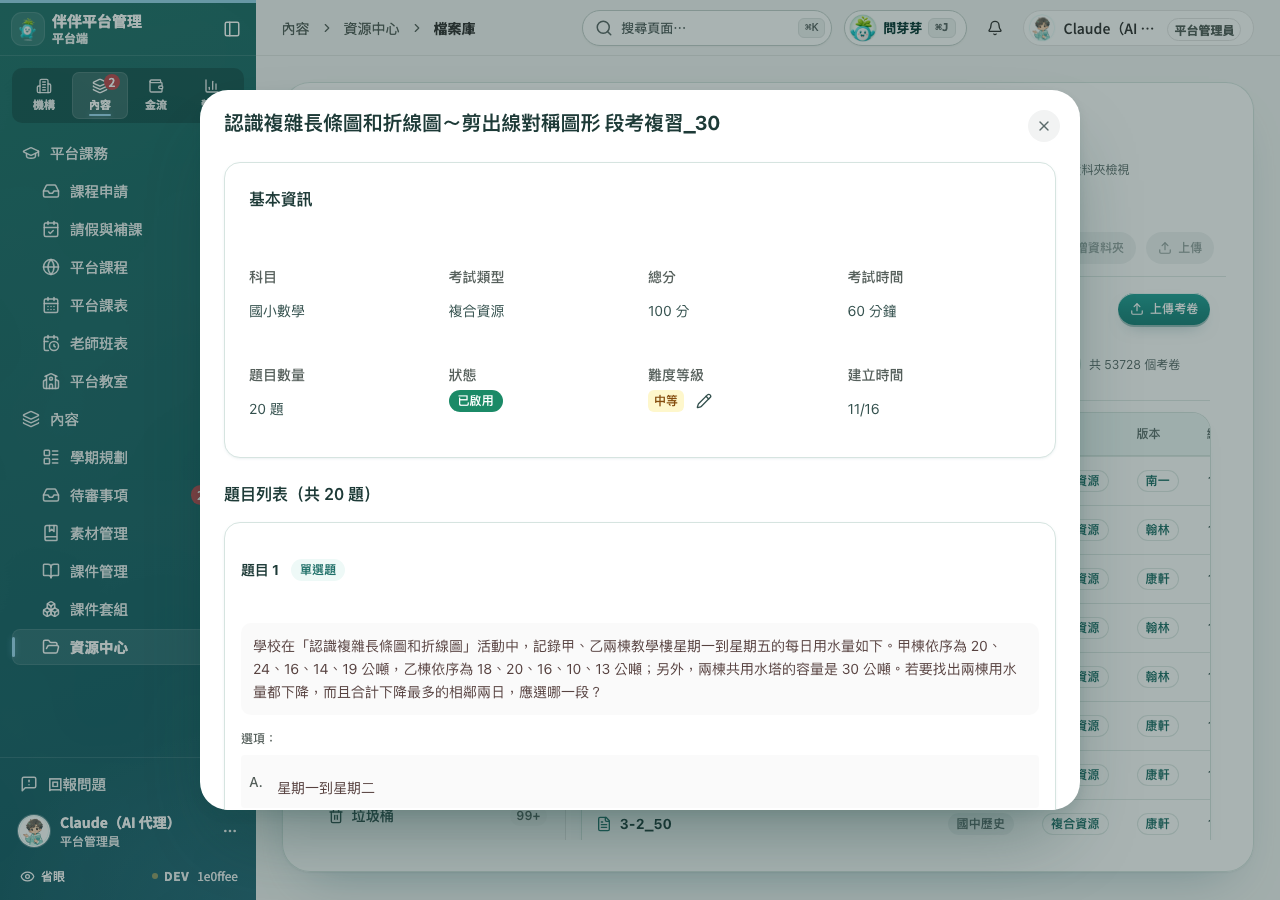 伴伴平台管理
平台端
內容
資源中心
檔案庫
搜尋頁面…
⌘K
問芽芽
⌘J
Claude（AI …
平台管理員
機構
內容
2
金流
平台課務
課程申請
請假與補課
平台課程
平台課表
老師班表
平台教室
內容
學期規劃
待審事項
素材管理
課件管理
課件套組
資源中心
回報問題
Claude（AI 代理）
平台管理員
省眼
DEV
1e0ffee
認識複雜長條圖和折線圖～剪出線對稱圖形 段考複習_30
基本資訊
科目
國小數學
考試類型
複合資源
總分
100 分
考試時間
60 分鐘
題目數量
20 題
狀態
已啟用
難度等級
中等
建立時間
11/16
題目列表（共 20 題）
題目 1
單選題
學校在「認識複雜長條圖和折線圖」活動中，記錄甲、乙兩棟教學樓星期一到星期五的每日用水量如下。甲棟依序為 20、
24、16、14、19 公噸，乙棟依序為 18、20、16、10、13 公噸；另外，兩棟共用水塔的容量是 30 公噸。若要找出兩棟用水
量都下降，而且合計下降最多的相鄰兩日，應選哪一段？
選項：
A.
星期一到星期二
料夾檢視
增資料夾
上傳
上傳考卷
共 53728 個考卷
版本
資源
南一
資源
翰林
資源
康軒
資源
翰林
資源
翰林
資源
康軒
資源
康軒
垃圾桶
99+
3-2_50
國中歷史
複合資源
康軒